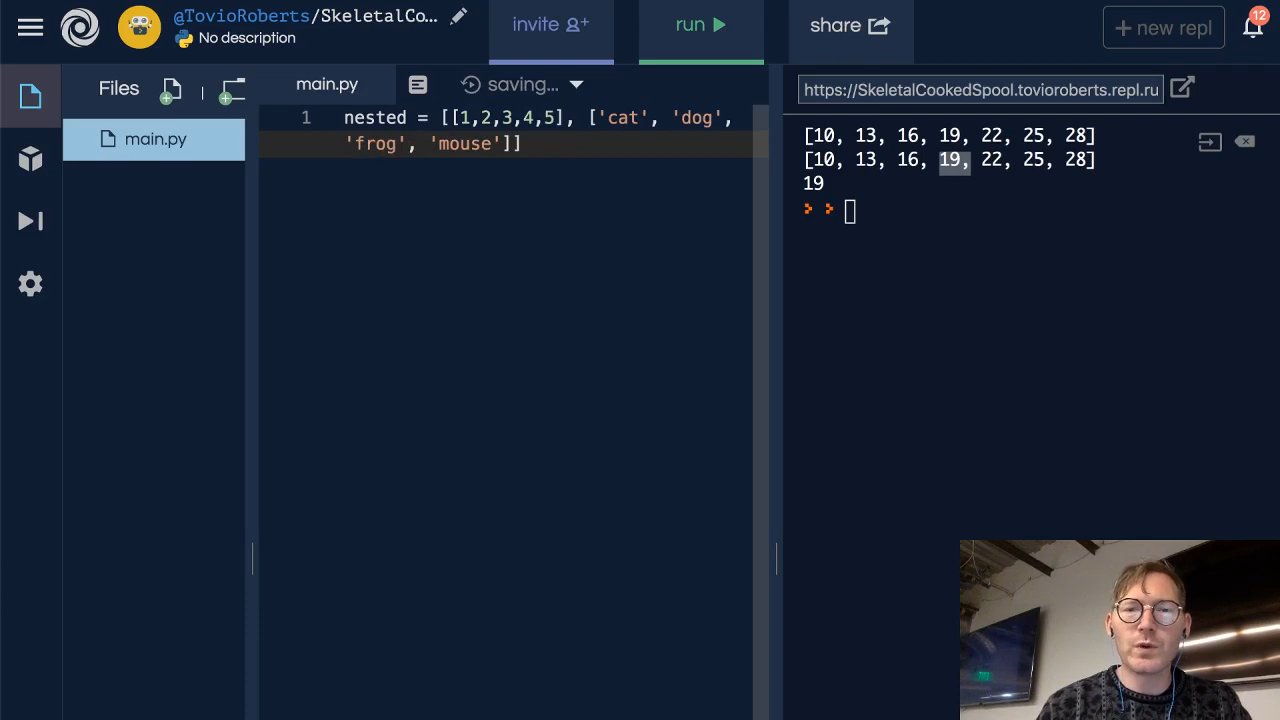 @TovioRoberts/SkeletalCo...
No description
invite
run
share
+ new repl
12
Files
main.py
saving...
https://SkeletalCookedSpool.tovioroberts.repl.ru
main.py
1 nested = [[1,2,3,4,5], ['cat', 'dog',
'frog', 'mouse']]
[10, 13, 16, 19, 22, 25, 28]
[10, 13, 16, 19, 22, 25, 28]
19